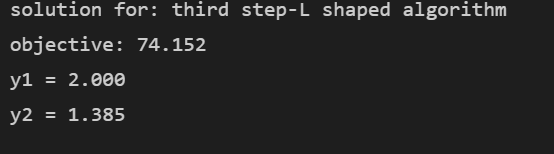 solution for: third step-L shaped algorithm
objective: 74.152
y1 = 2.000
y2 = 1.385